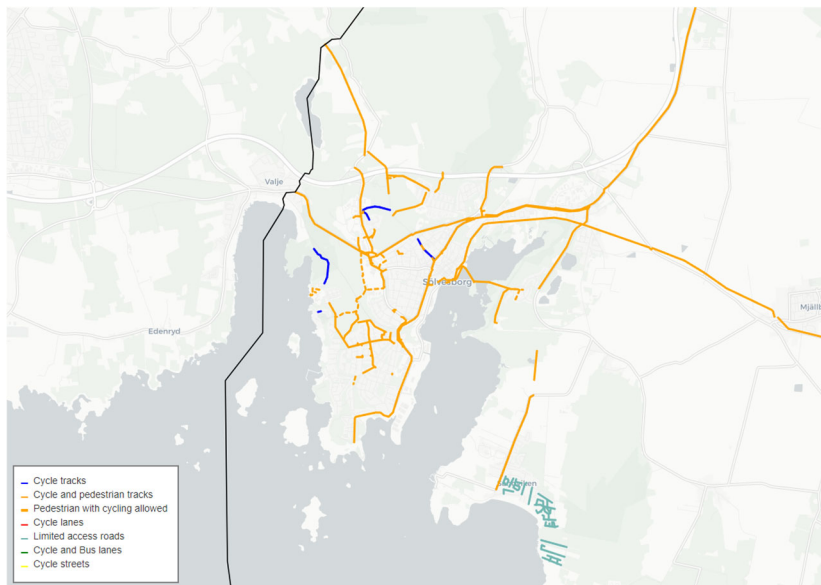 Valje
Sölvesborg
Mjällb
Edenryd
Cycle tracks
Cycle and pedestrian tracks
Pedestrian with cycling allowed
Cycle lanes
Limited access roads
Cycle and Bus lanes
Cycle streets